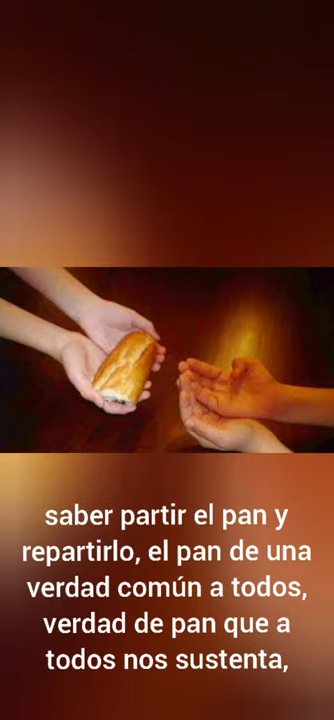 saber partir el pan y
repartirlo, el pan de una
verdad común a todos,
verdad de pan que a
todos nos sustenta,